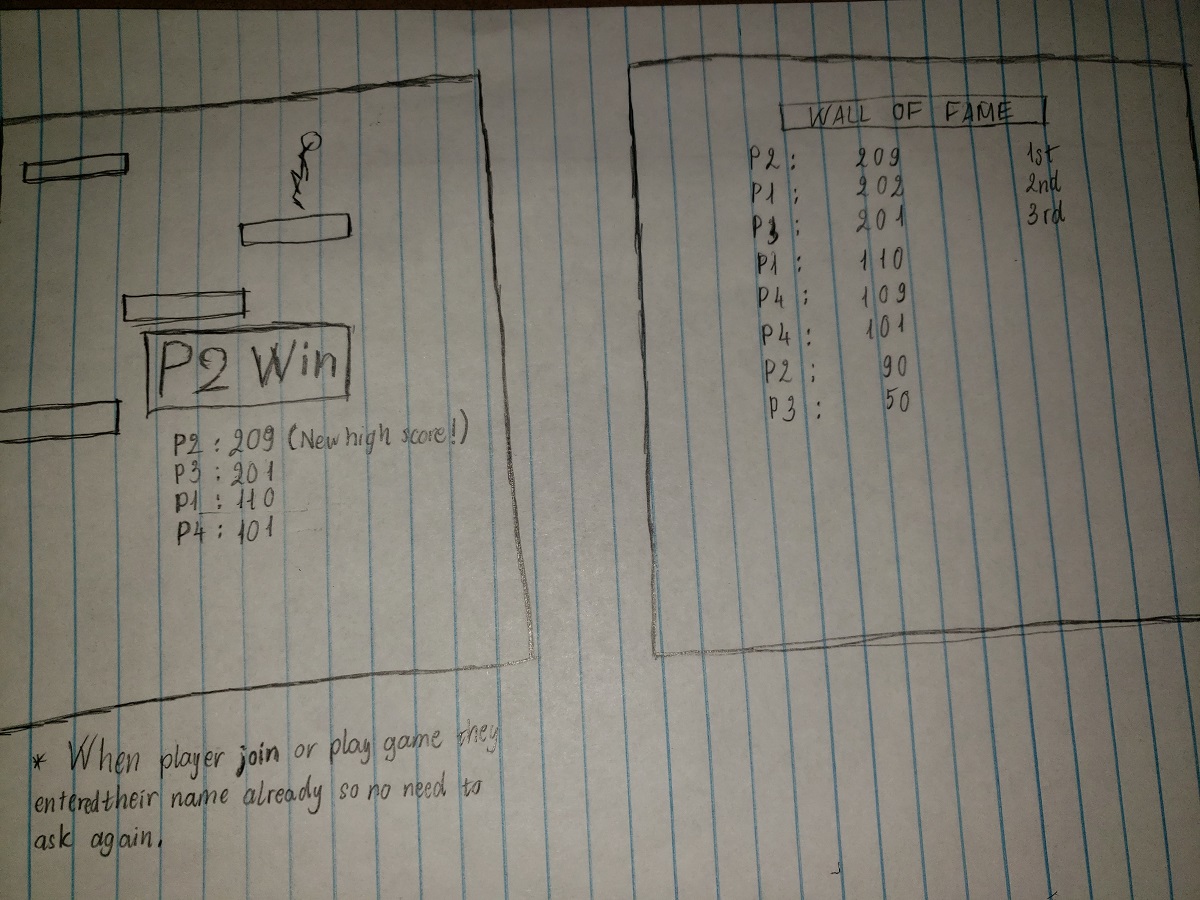 P2 Win
P2 : 209 (New high score!)
P3 : 201
P1 : 110
P4 : 101
* When player join or play game they
entered their name already so no need to
ask again.
WALL OF FAME
P2 : 209 1st
P1 : 202 2nd
P3 : 201 3rd
P1 : 110
P4 : 109
P4 : 101
P2 : 90
P3 : 50